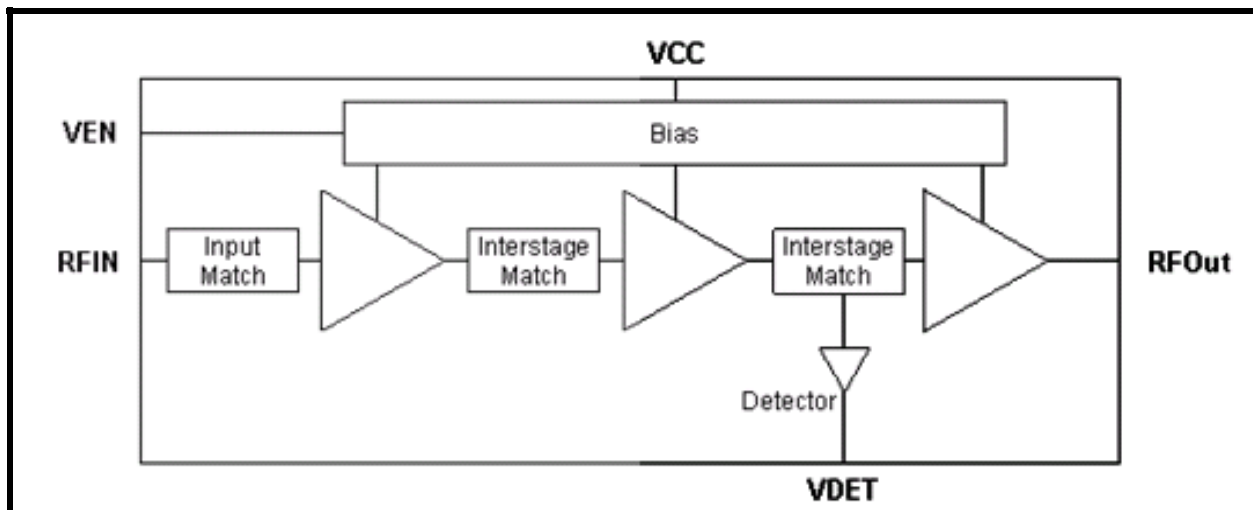 VCC
VEN
Bias
RFIN
Input
Match
Interstage
Match
Interstage
Match
RFOut
Detector
VDET